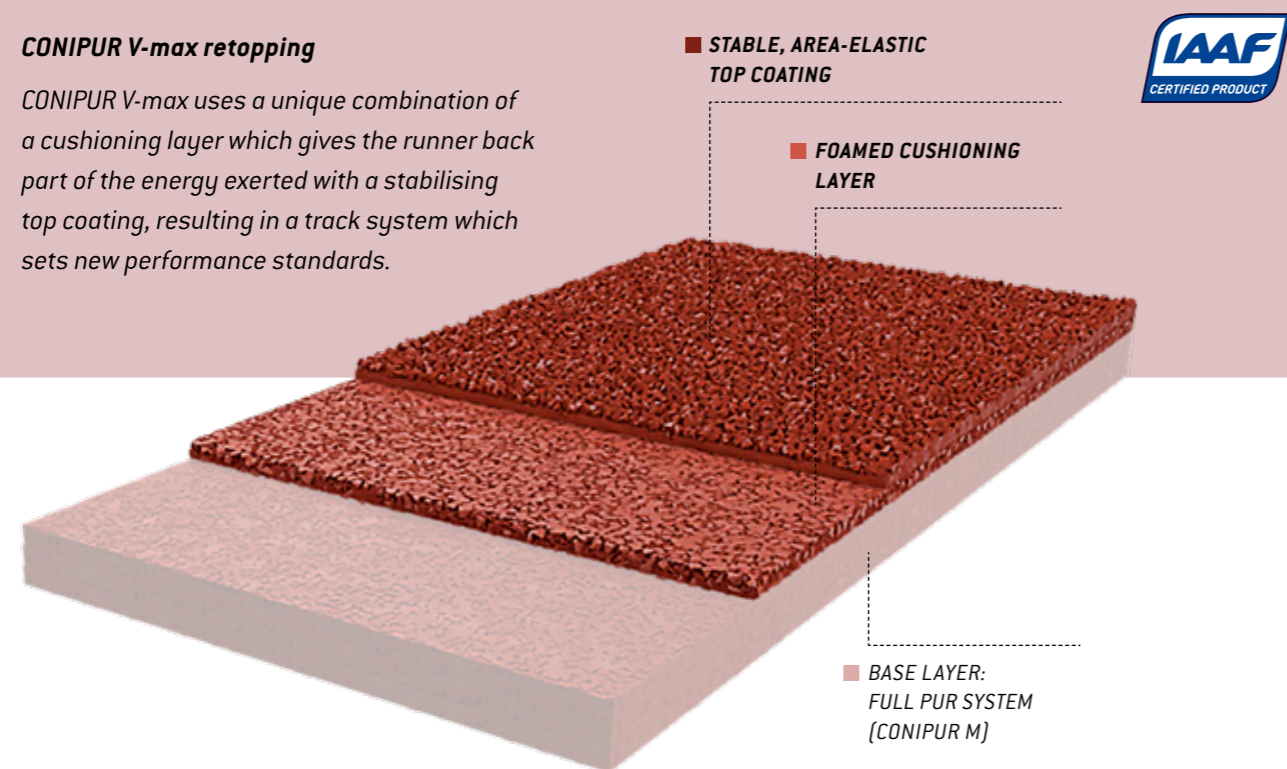 CONIPUR V-max retopping
CONIPUR V-max uses a unique combination of
a cushioning layer which gives the runner back
part of the energy exerted with a stabilising
top coating, resulting in a track system which
sets new performance standards.
STABLE, AREA-ELASTIC
TOP COATING
IAAF
CERTIFIED PRODUCT
FOAMED CUSHIONING
LAYER
BASE LAYER:
FULL PUR SYSTEM
(CONIPUR M)